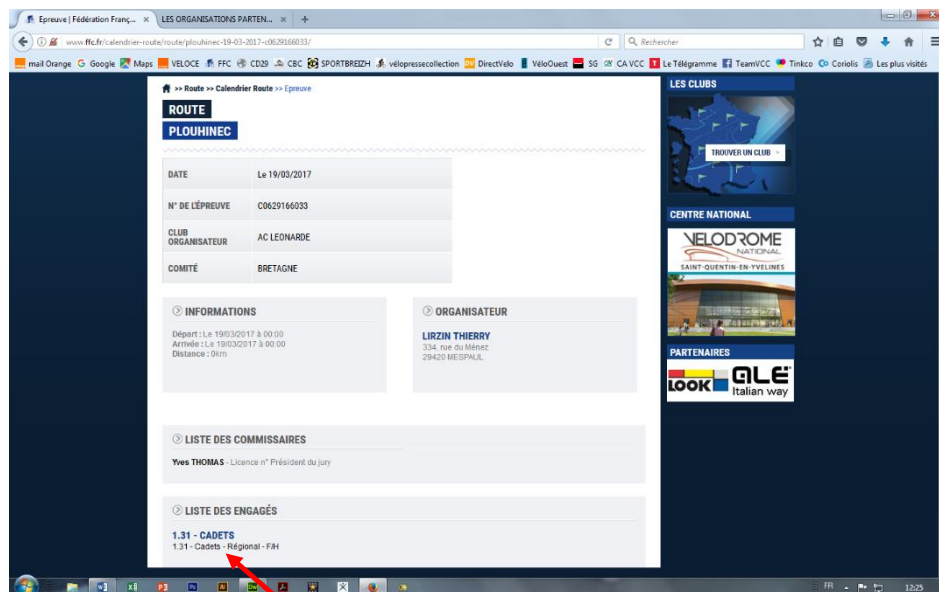 Epreuve | Fédération Franç... ×
LES ORGANISATIONS PARTEN... × +
www.ffc.fr/calendrier-route/route/plouhinec-19-03-2017-c0629166033/
Rechercher
mail Orange G Google Maps VELOCE FFC CD29 CBC SPORTBREIZH vélopressecollection DV DirectVelo VéloOuest SG CA VCC T Le Télégramme TeamVCC Tinkco Coriolis Les plus visités
>> Route >> Calendrier Route >> Epreuve
ROUTE
PLOUHINEC
DATE Le 19/03/2017
N° DE L'ÉPREUVE C0629166033
CLUB ORGANISATEUR AC LEONARDE
COMITÉ BRETAGNE
INFORMATIONS
Départ : Le 19/03/2017 à 00:00
Arrivée : Le 19/03/2017 à 00:00
Distance : 0km
ORGANISATEUR
LIRZIN THIERRY
334, rue du Ménez
29420 MESPAUL
LISTE DES COMMISSAIRES
Yves THOMAS - Licence n° Président du jury
LISTE DES ENGAGÉS
1.31 - CADETS
1.31 - Cadets - Régional - F/H
LES CLUBS
TROUVER UN CLUB
CENTRE NATIONAL
VELODROME
NATIONAL
SAINT-QUENTIN-EN-YVELINES
PARTENAIRES
LOOK
ALÉ
Italian way
FR
12:25